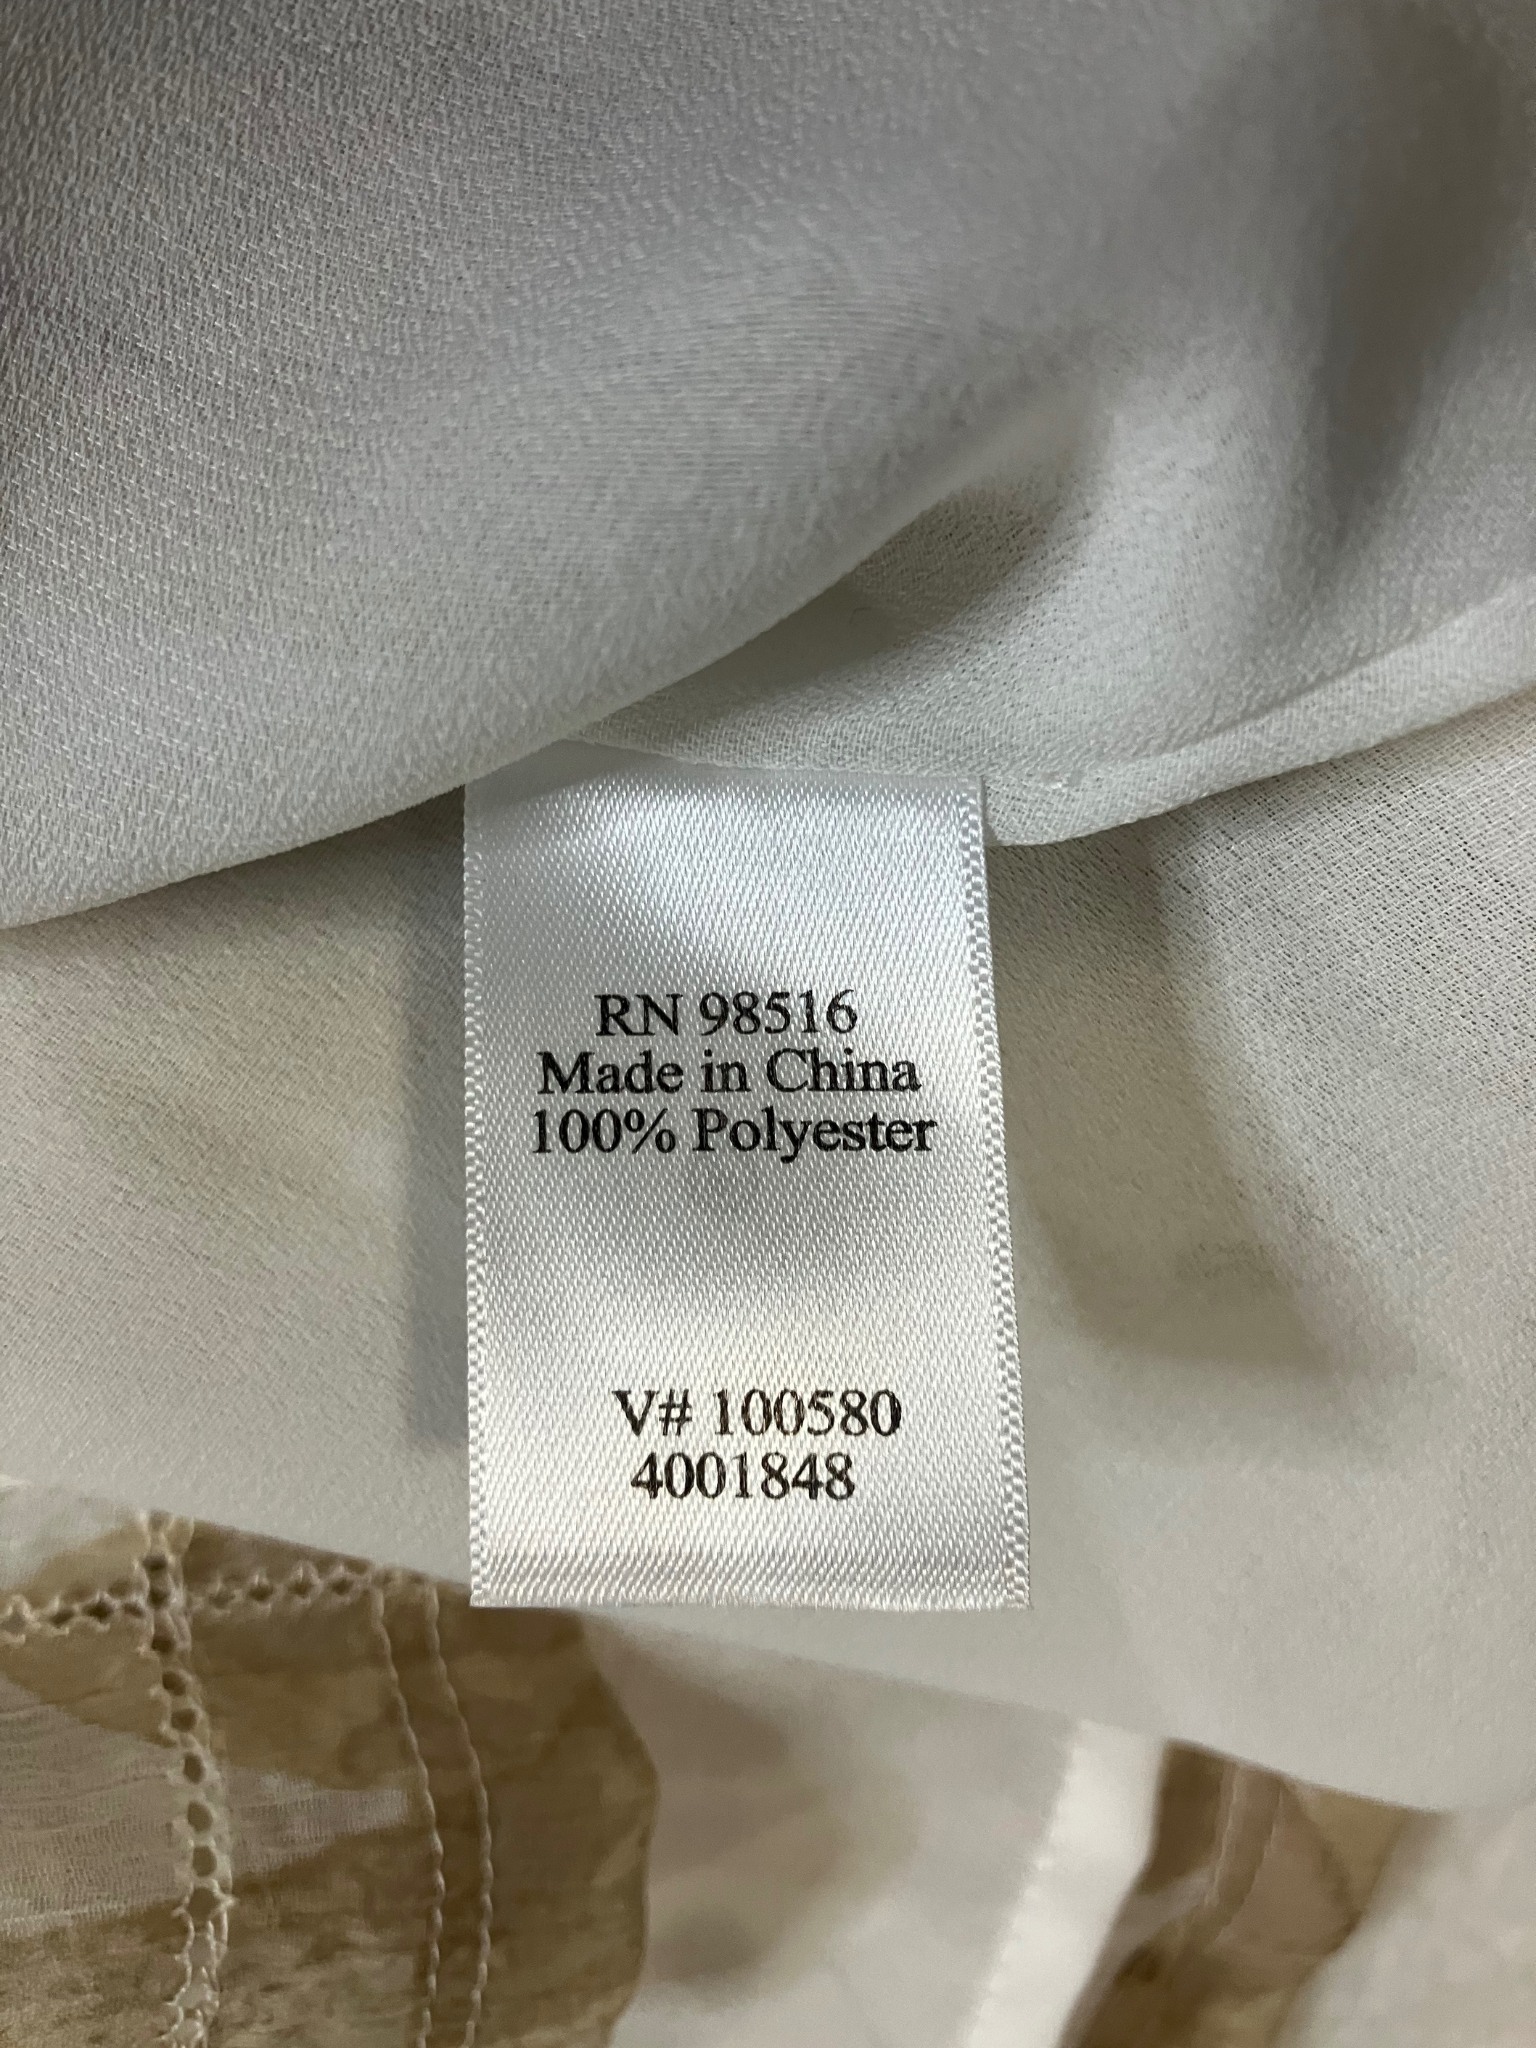 RN 98516
Made in China
100% Polyester
V# 100580
4001848